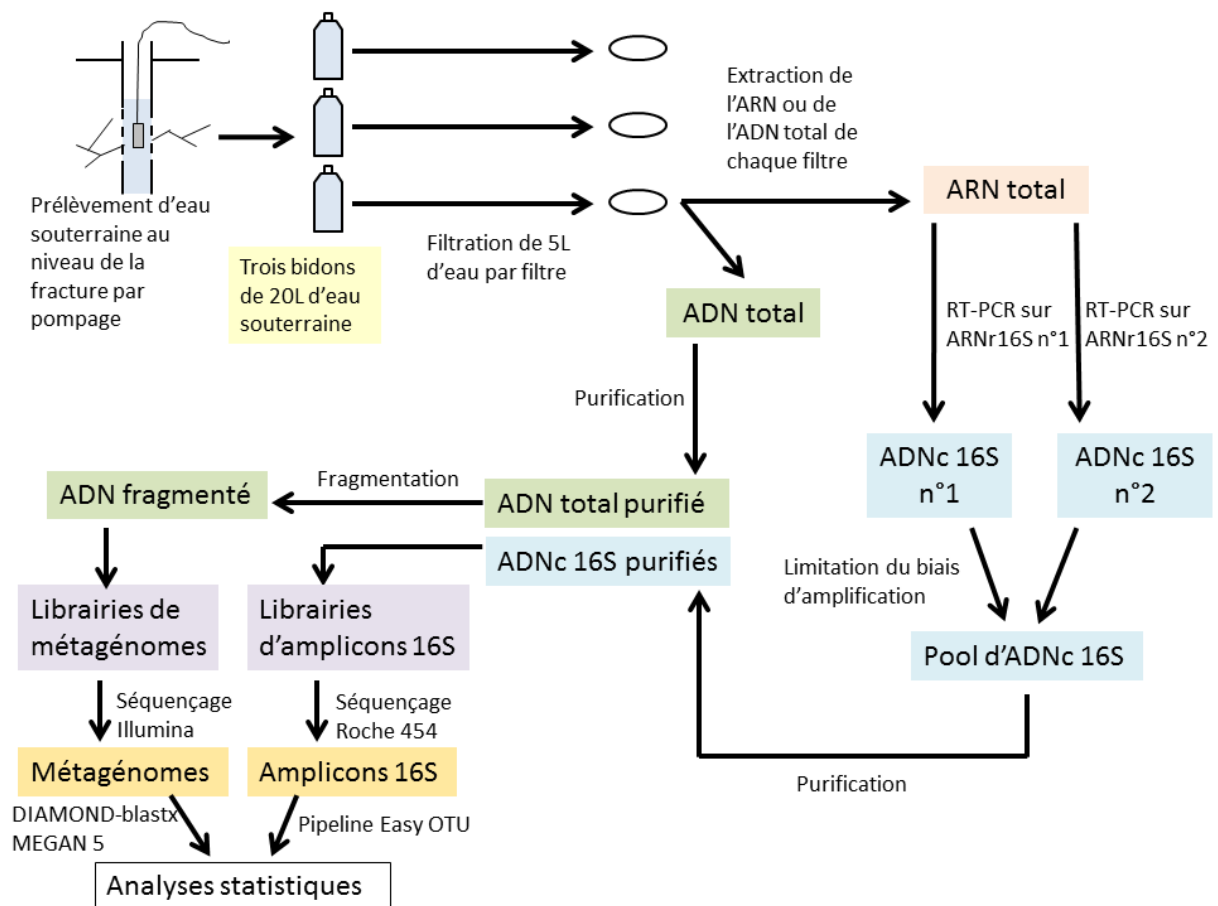 Extraction de
l'ARN ou de
l'ADN total de
chaque filtre
Prélèvement d'eau
souterraine au
niveau de la
fracture par
pompage
Trois bidons
de 20L d'eau
souterraine
Filtration de 5L
d'eau par filtre
ARN total
ADN total
RT-PCR sur
ARNr16S n°1
RT-PCR sur
ARNr16S n°2
Purification
ADNc 16S
n°1
ADNc 16S
n°2
Fragmentation
ADN fragmenté
ADN total purifié
ADNc 16S purifiés
Limitation du biais
d'amplification
Librairies de
métagénomes
Librairies
d'amplicons 16S
Pool d'ADNc 16S
Séquençage
Illumina
Séquençage
Roche 454
Métagénomes
Amplicons 16S
Purification
DIAMOND-blastx
MEGAN 5
Pipeline Easy OTU
Analyses statistiques